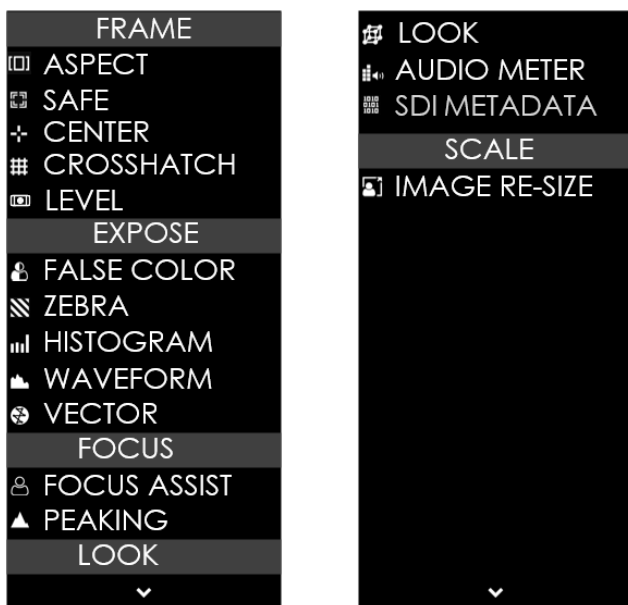 FRAME
ASPECT
SAFE
CENTER
CROSSHATCH
LEVEL
EXPOSE
FALSE COLOR
ZEBRA
HISTOGRAM
WAVEFORM
VECTOR
FOCUS
FOCUS ASSIST
PEAKING
LOOK
LOOK
AUDIO METER
SDI METADATA
SCALE
IMAGE RE-SIZE